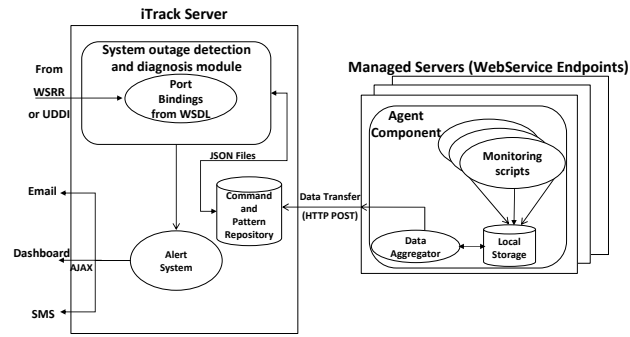 iTrack Server
System outage detection
and diagnosis module
From
WSRR
or UDDI
Port
Bindings
from WSDL
JSON Files
Command
and
Pattern
Repository
Email
Dashboard
AJAX
SMS
Alert
System
Data Transfer
(HTTP POST)
Managed Servers (WebService Endpoints)
Agent
Component
Monitoring
scripts
Data
Aggregator
Local
Storage